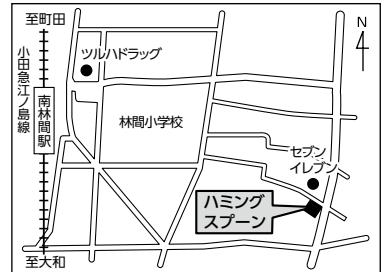 至町田
N
ツルハドラッグ
小田急江ノ島線
南林間駅
林間小学校
セブン
イレブン
ハミング
スプーン
至大和